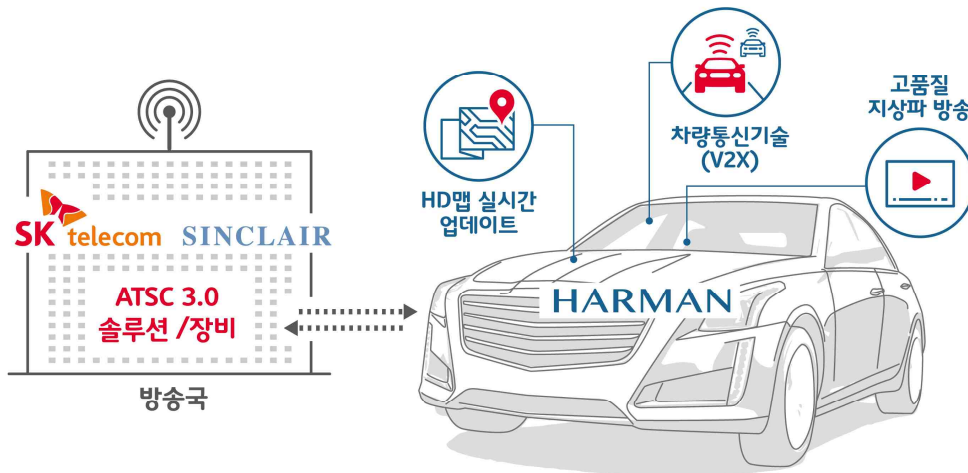 SK telecom SINCLAIR
ATSC 3.0
솔루션 /장비
방송국
HD맵 실시간
업데이트
차량통신기술
(V2X)
고품질
지상파 방송
HARMAN